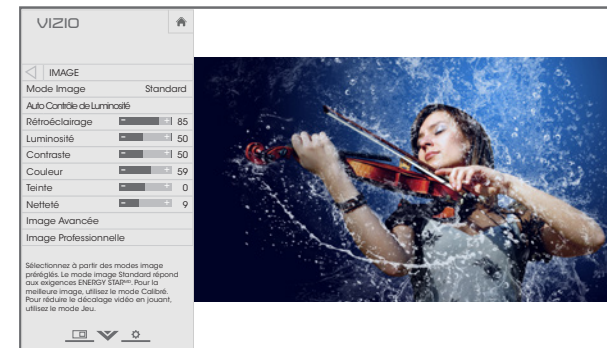 VIZIO
IMAGE
Mode Image Standard
Auto Contrôle de Luminosité
Rétroéclairage 85
Luminosité 50
Contraste 50
Couleur 59
Teinte 0
Netteté 9
Image Avancée
Image Professionnelle
Sélectionnez à partir des modes image
préréglés. Le mode image Standard répond
aux exigences ENERGY STARᴹᴰ. Pour la
meilleure image, utilisez le mode Calibré.
Pour réduire le décalage vidéo en jouant,
utilisez le mode Jeu.